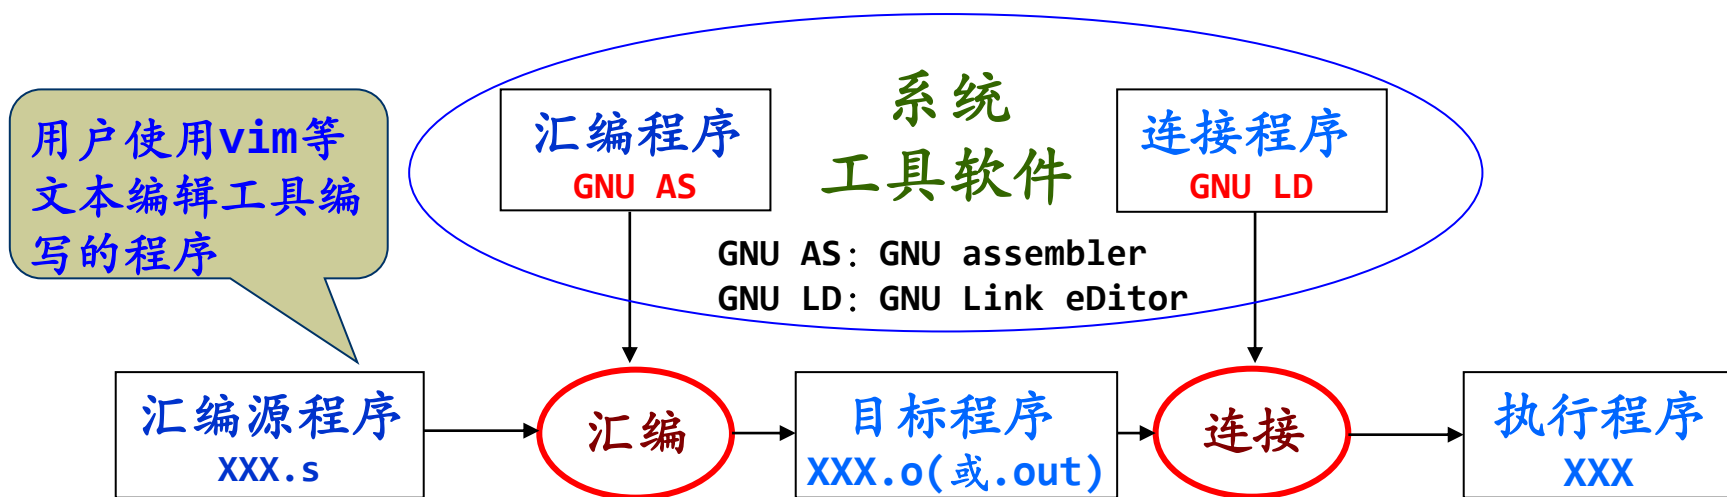 用户使用vim等
文本编辑工具编
写的程序
汇编程序
GNU AS
系统
工具软件
连接程序
GNU LD
GNU AS: GNU assembler
GNU LD: GNU Link eDitor
汇编源程序
XXX.s
汇编
目标程序
XXX.o(或.out)
连接
执行程序
XXX